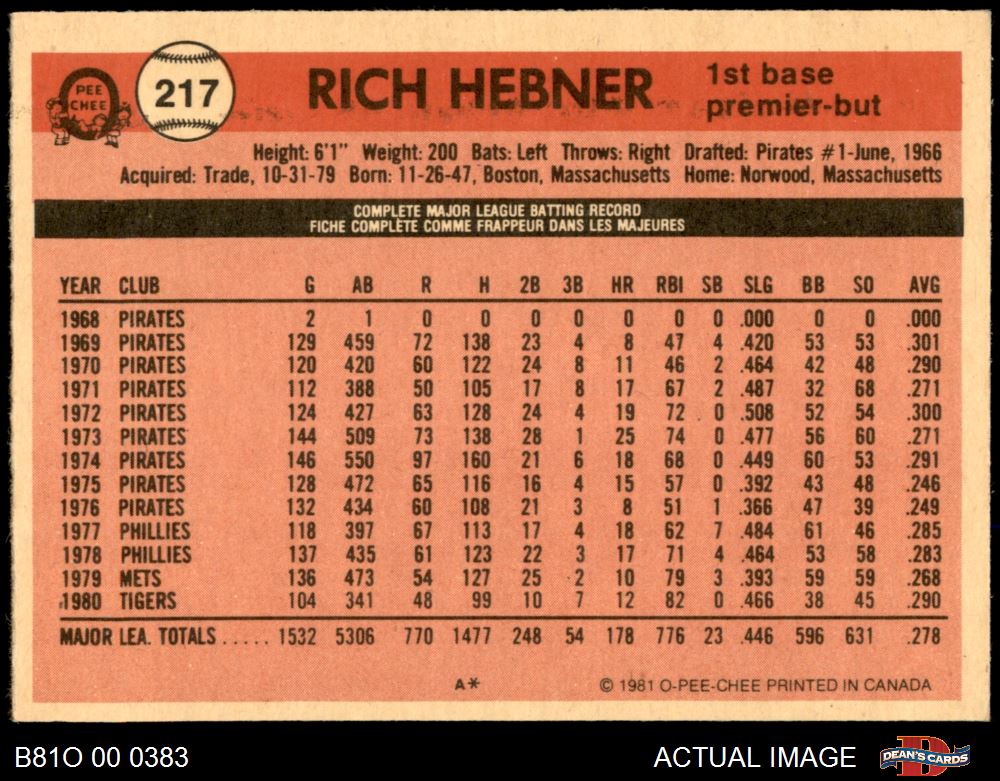 O PEE CHEE
217
RICH HEBNER
1st base
premier-but
Height: 6'1" Weight: 200 Bats: Left Throws: Right Drafted: Pirates #1-June, 1966
Acquired: Trade, 10-31-79 Born: 11-26-47, Boston, Massachusetts Home: Norwood, Massachusetts
COMPLETE MAJOR LEAGUE BATTING RECORD
FICHE COMPLÈTE COMME FRAPPEUR DANS LES MAJEURES
YEAR CLUB G AB R H 2B 3B HR RBI SB SLG BB SO AVG
1968 PIRATES 2 1 0 0 0 0 0 0 0 .000 0 0 .000
1969 PIRATES 129 459 72 138 23 4 8 47 4 .420 53 53 .301
1970 PIRATES 120 420 60 122 24 8 11 46 2 .464 42 48 .290
1971 PIRATES 112 388 50 105 17 8 17 67 2 .487 32 68 .271
1972 PIRATES 124 427 63 128 24 4 19 72 0 .508 52 54 .300
1973 PIRATES 144 509 73 138 28 1 25 74 0 .477 56 60 .271
1974 PIRATES 146 550 97 160 21 6 18 68 0 .449 60 53 .291
1975 PIRATES 128 472 65 116 16 4 15 57 0 .392 43 48 .246
1976 PIRATES 132 434 60 108 21 3 8 51 1 .366 47 39 .249
1977 PHILLIES 118 397 67 113 17 4 18 62 7 .484 61 46 .285
1978 PHILLIES 137 435 61 123 22 3 17 71 4 .464 53 58 .283
1979 METS 136 473 54 127 25 2 10 79 3 .393 59 59 .268
1980 TIGERS 104 341 48 99 10 7 12 82 0 .466 38 45 .290
MAJOR LEA. TOTALS ..... 1532 5306 770 1477 248 54 178 776 23 .446 596 631 .278
A* © 1981 O-PEE-CHEE PRINTED IN CANADA
B81O 00 0383
ACTUAL IMAGE
DEAN'S CARDS